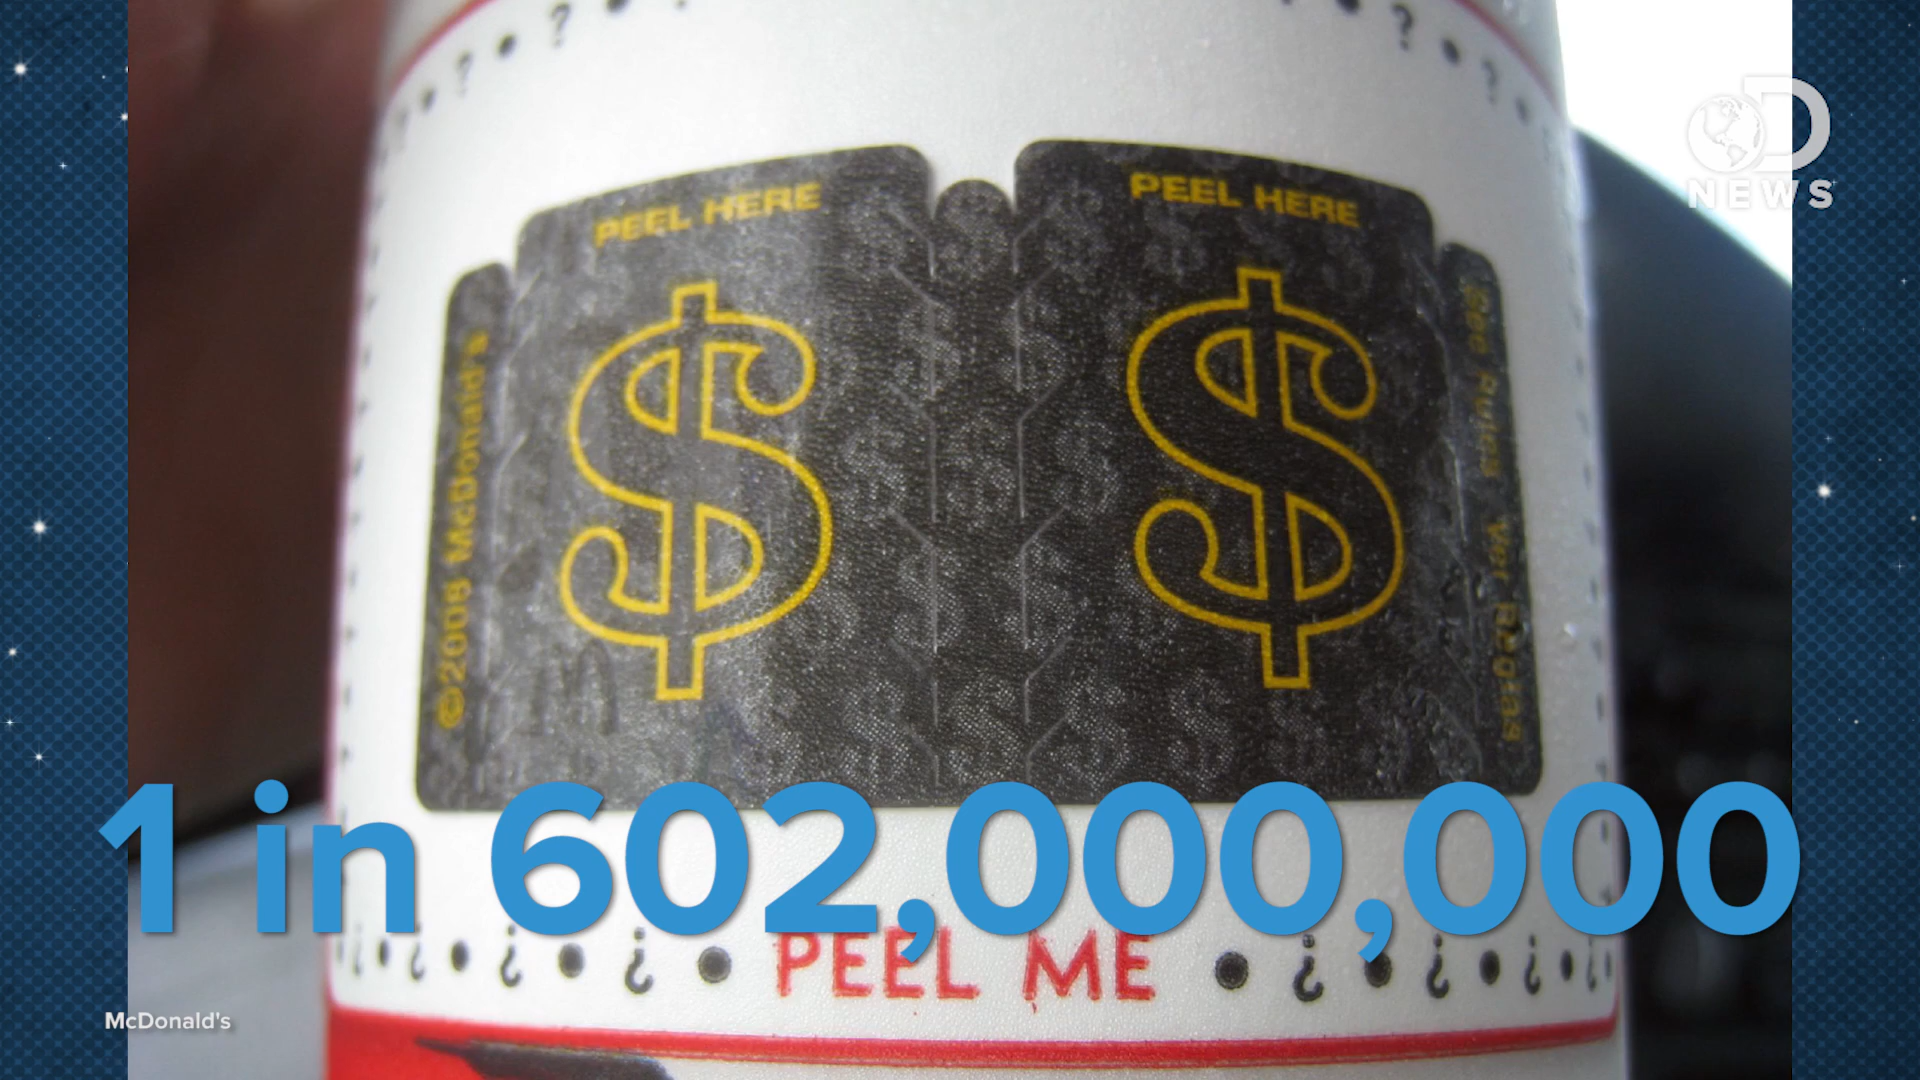 D
NEWS
PEEL HERE
PEEL HERE
$
$
©2008 McDonald's
See Rules Ver Reglas
1 in 602,000,000
PEEL ME
McDonald's